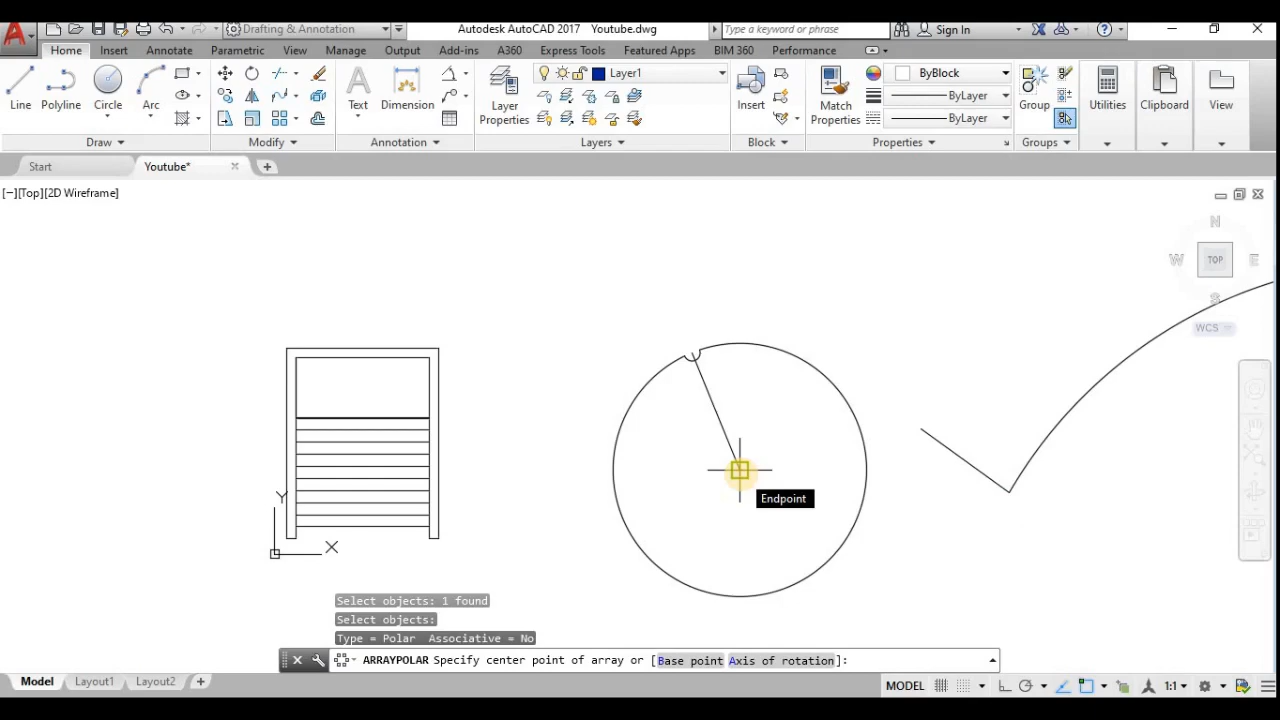 Drafting & Annotation
Autodesk AutoCAD 2017 Youtube.dwg
Type a keyword or phrase
Sign In
Home Insert Annotate Parametric View Manage Output Add-ins A360 Express Tools Featured Apps BIM 360 Performance
Line
Polyline
Circle
Arc
Text
Dimension
Layer
Properties
Layer1
Insert
Match
Properties
ByBlock
ByLayer
ByLayer
Group
Utilities
Clipboard
View
Draw
Modify
Annotation
Layers
Block
Properties
Groups
Start
Youtube*
[−][Top][2D Wireframe]
N
W
TOP
E
S
WCS
Endpoint
Y
X
Select objects: 1 found
Select objects:
Type = Polar Associative = No
ARRAYPOLAR Specify center point of array or [Base point Axis of rotation]:
Model
Layout1
Layout2
MODEL
1:1